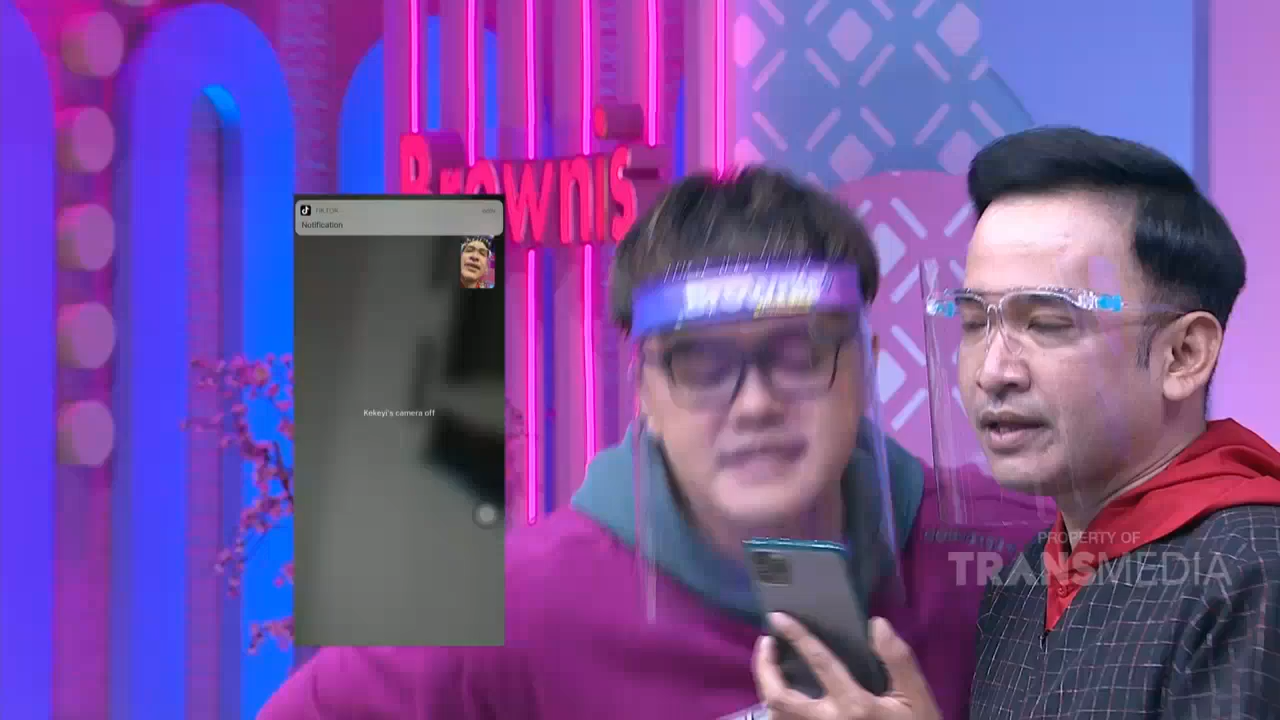 Brownis
TIKTOK
Notification
Kekeyi's camera off
PROPERTY OF
TRANSMEDIA